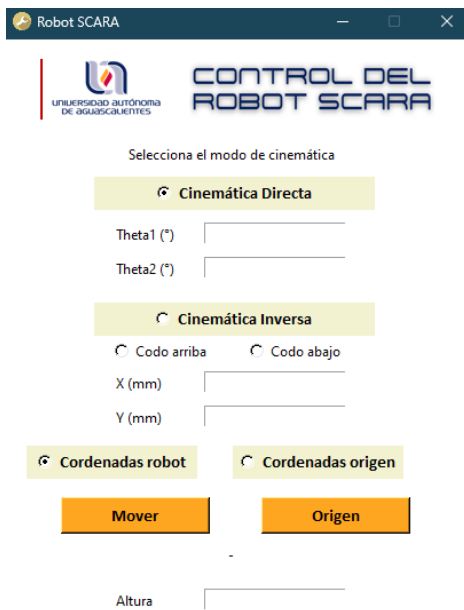 Robot SCARA
UNIVERSIDAD AUTÓNOMA
DE AGUASCALIENTES
CONTROL DEL
ROBOT SCARA
Selecciona el modo de cinemática
Cinemática Directa
Theta1 (°)
Theta2 (°)
Cinemática Inversa
Codo arriba Codo abajo
X (mm)
Y (mm)
Cordenadas robot Cordenadas origen
Mover Origen
-
Altura